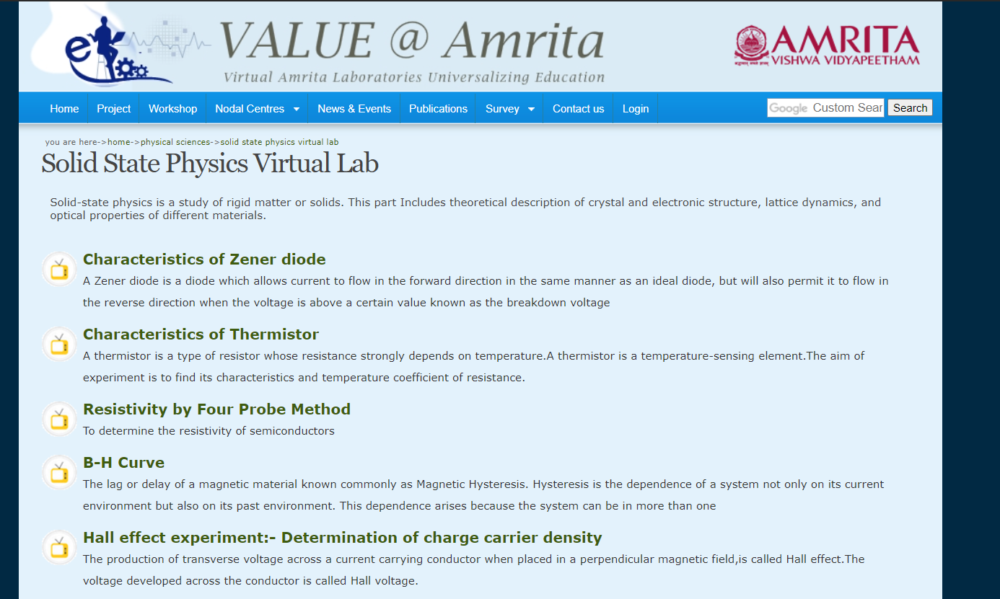 e
VALUE @ Amrita
Virtual Amrita Laboratories Universalizing Education
AMRITA
VISHWA VIDYAPEETHAM
Home Project Workshop Nodal Centres News & Events Publications Survey Contact us Login Google Custom Sear Search
you are here->home->physical sciences->solid state physics virtual lab
Solid State Physics Virtual Lab
Solid-state physics is a study of rigid matter or solids. This part Includes theoretical description of crystal and electronic structure, lattice dynamics, and
optical properties of different materials.
Characteristics of Zener diode
A Zener diode is a diode which allows current to flow in the forward direction in the same manner as an ideal diode, but will also permit it to flow in
the reverse direction when the voltage is above a certain value known as the breakdown voltage
Characteristics of Thermistor
A thermistor is a type of resistor whose resistance strongly depends on temperature.A thermistor is a temperature-sensing element.The aim of
experiment is to find its characteristics and temperature coefficient of resistance.
Resistivity by Four Probe Method
To determine the resistivity of semiconductors
B-H Curve
The lag or delay of a magnetic material known commonly as Magnetic Hysteresis. Hysteresis is the dependence of a system not only on its current
environment but also on its past environment. This dependence arises because the system can be in more than one
Hall effect experiment:- Determination of charge carrier density
The production of transverse voltage across a current carrying conductor when placed in a perpendicular magnetic field,is called Hall effect.The
voltage developed across the conductor is called Hall voltage.